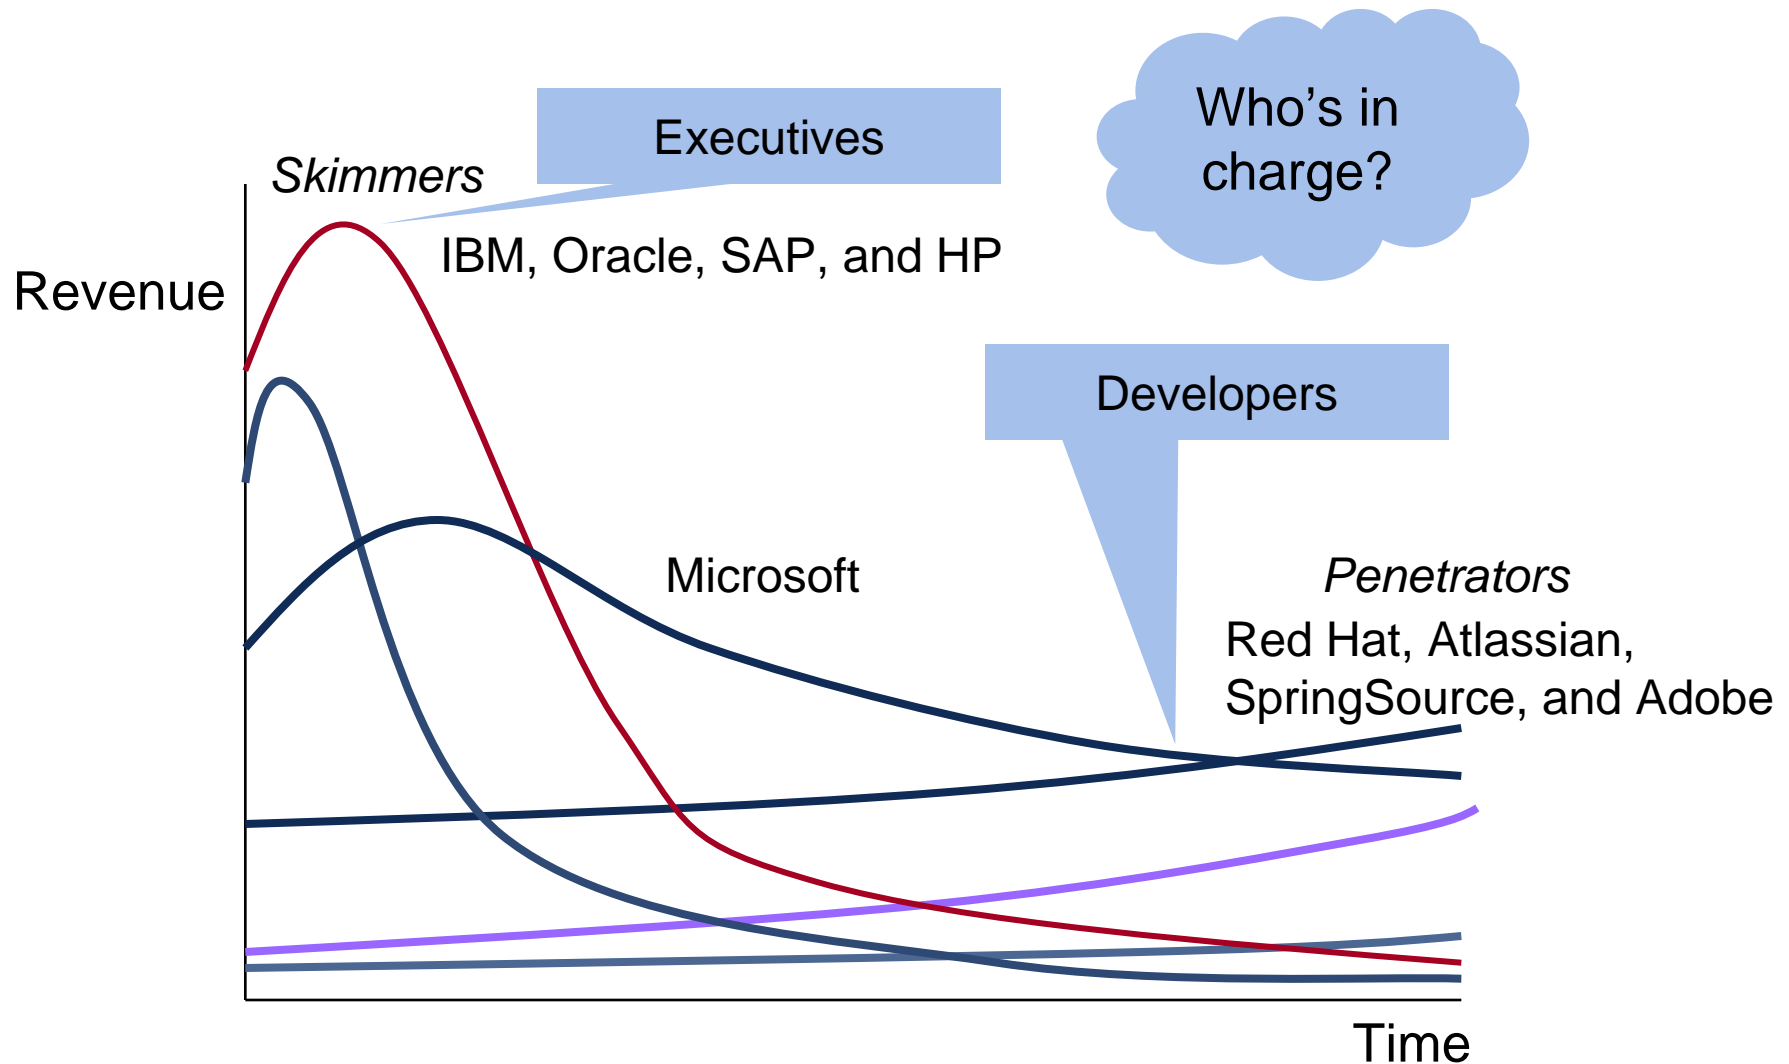 Who's in
charge?
Executives
Skimmers
IBM, Oracle, SAP, and HP
Revenue
Developers
Microsoft
Penetrators
Red Hat, Atlassian,
SpringSource, and Adobe
Time